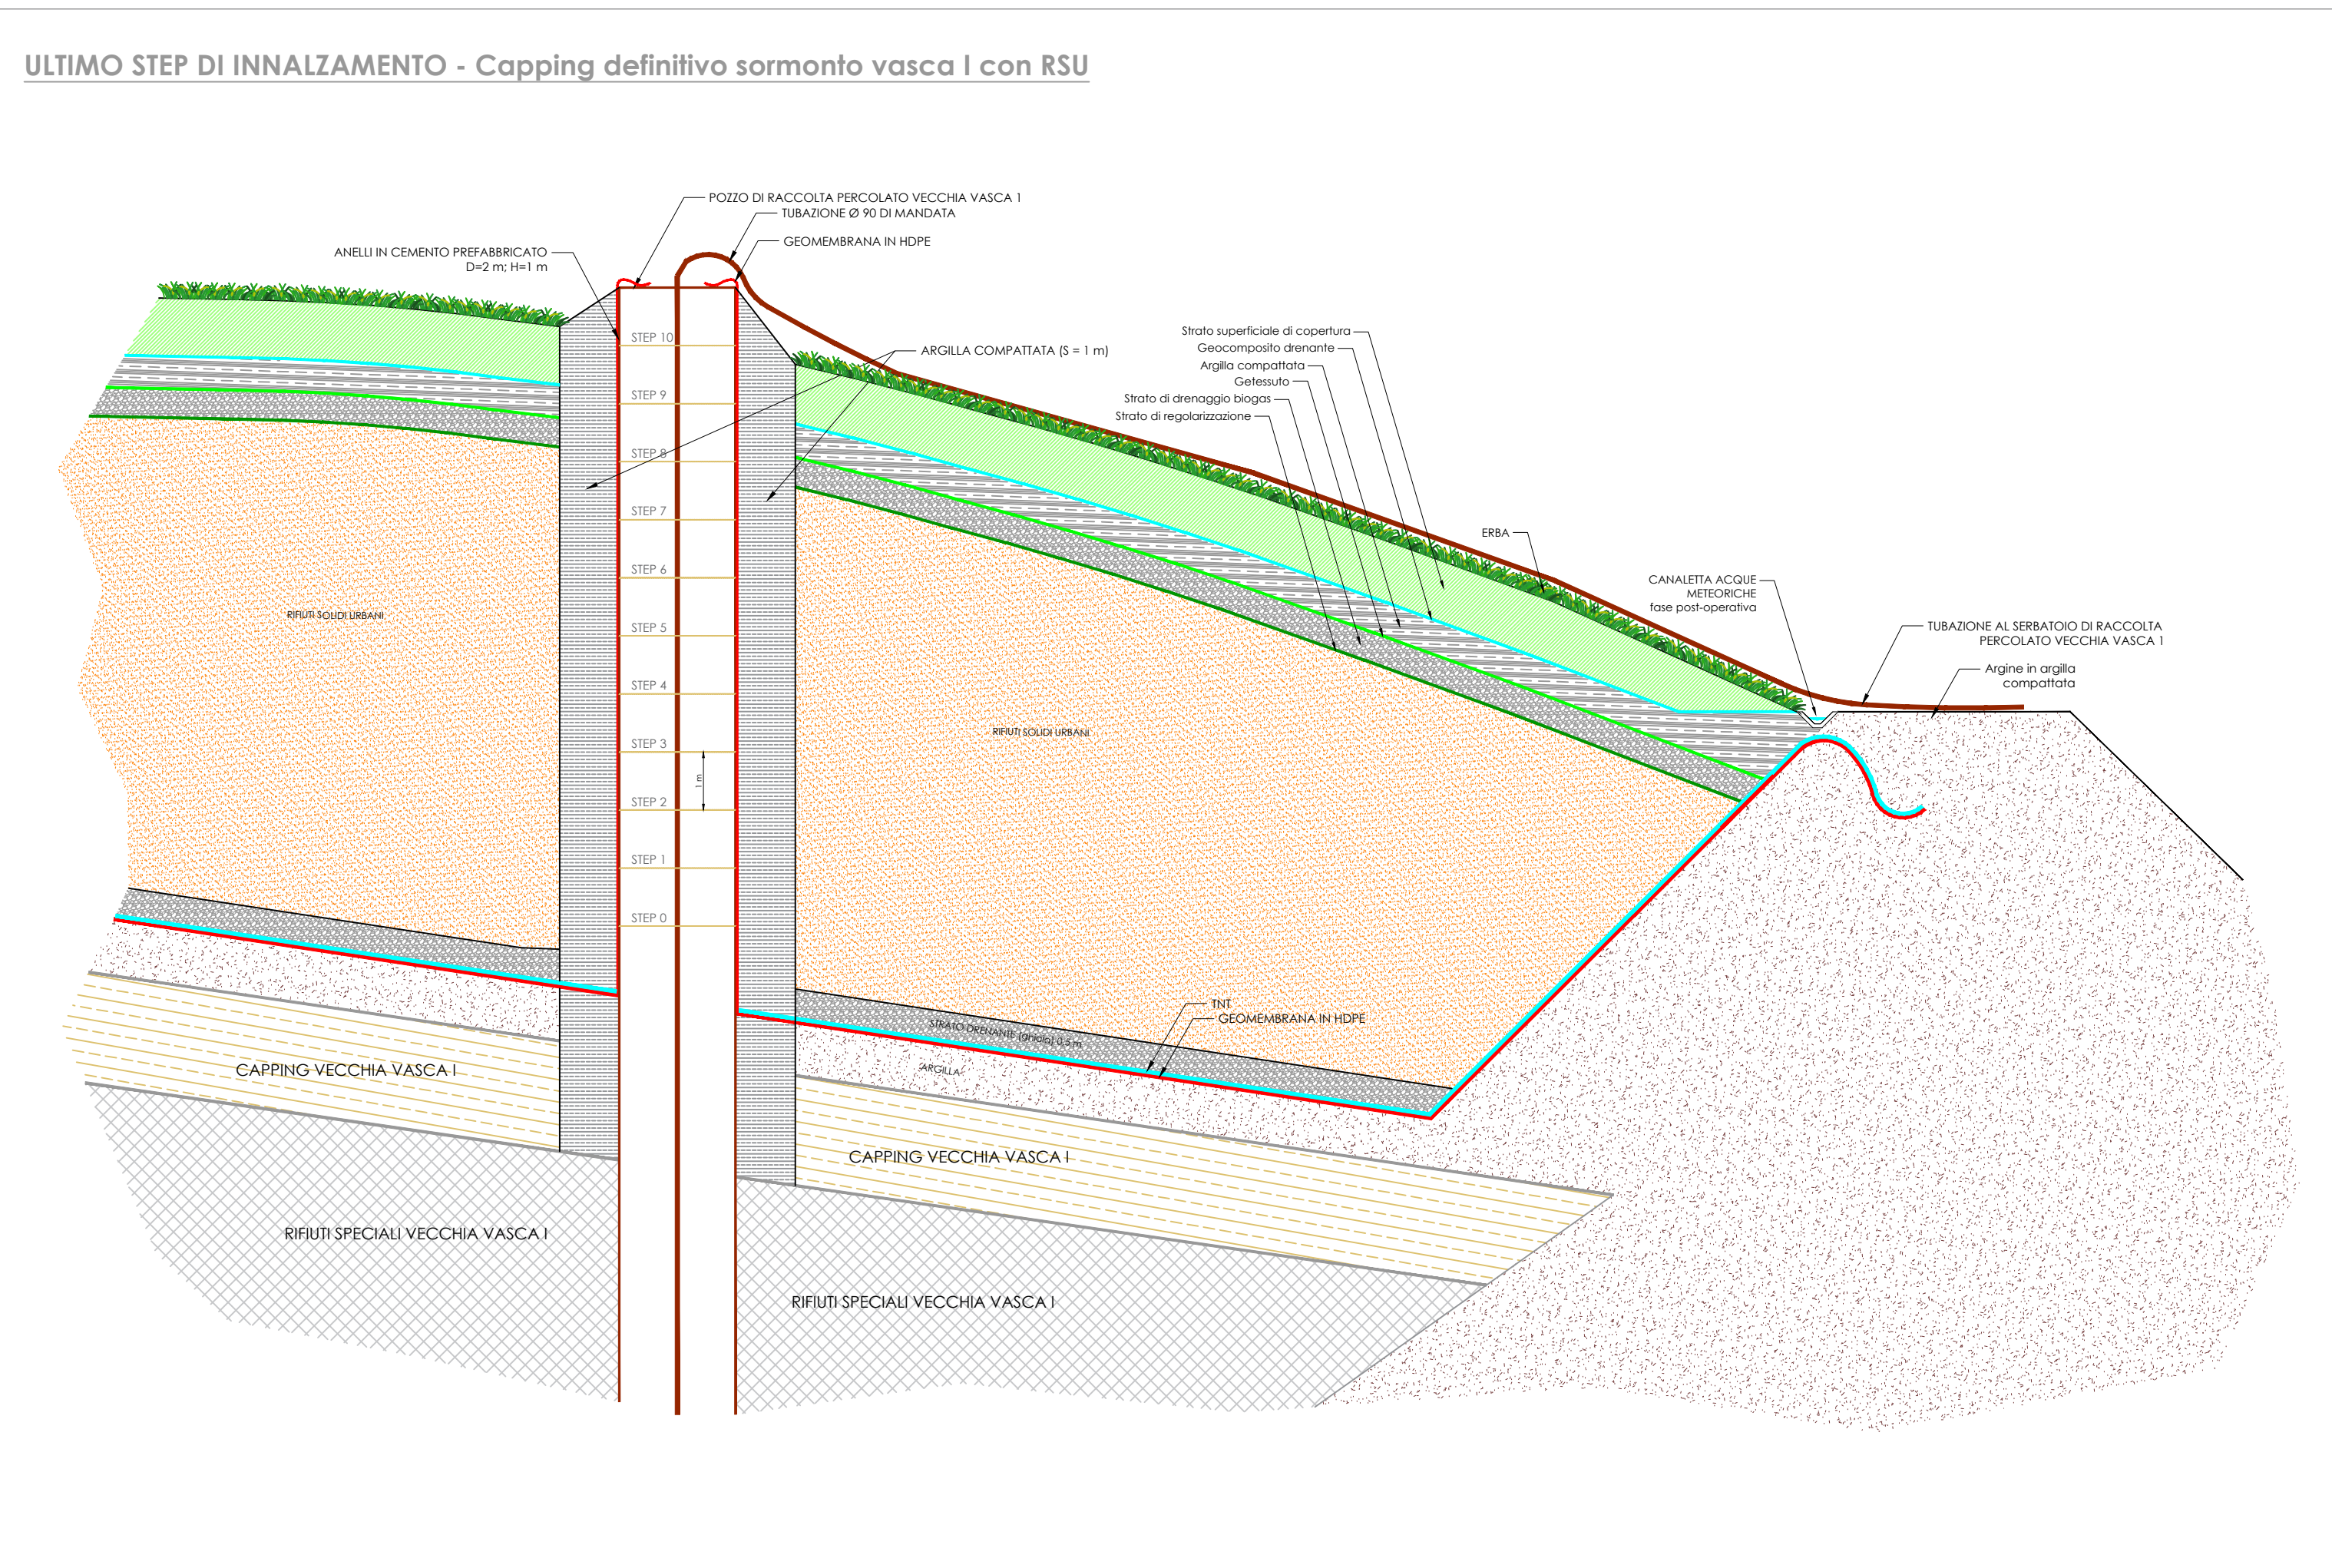 ULTIMO STEP DI INNALZAMENTO - Capping definitivo sormonto vasca I con RSU
POZZO DI RACCOLTA PERCOLATO VECCHIA VASCA 1
TUBAZIONE Ø 90 DI MANDATA
GEOMEMBRANA IN HDPE
ANELLI IN CEMENTO PREFABBRICATO
D=2 m; H=1 m
ARGILLA COMPATTATA (S = 1 m)
Strato superficiale di copertura
Geocomposito drenante
Argilla compattata
Getessuto
Strato di drenaggio biogas
Strato di regolarizzazione
ERBA
CANALETTA ACQUE
METEORICHE
fase post-operativa
TUBAZIONE AL SERBATOIO DI RACCOLTA
PERCOLATO VECCHIA VASCA 1
Argine in argilla
compattata
STEP 10
STEP 9
STEP 8
STEP 7
STEP 6
STEP 5
STEP 4
STEP 3
1 m
STEP 2
STEP 1
STEP 0
RIFIUTI SOLIDI URBANI
RIFIUTI SOLIDI URBANI
TNT
GEOMEMBRANA IN HDPE
STRATO DRENANTE (ghiaia) 0.5 m
ARGILLA
CAPPING VECCHIA VASCA I
CAPPING VECCHIA VASCA I
RIFIUTI SPECIALI VECCHIA VASCA I
RIFIUTI SPECIALI VECCHIA VASCA I